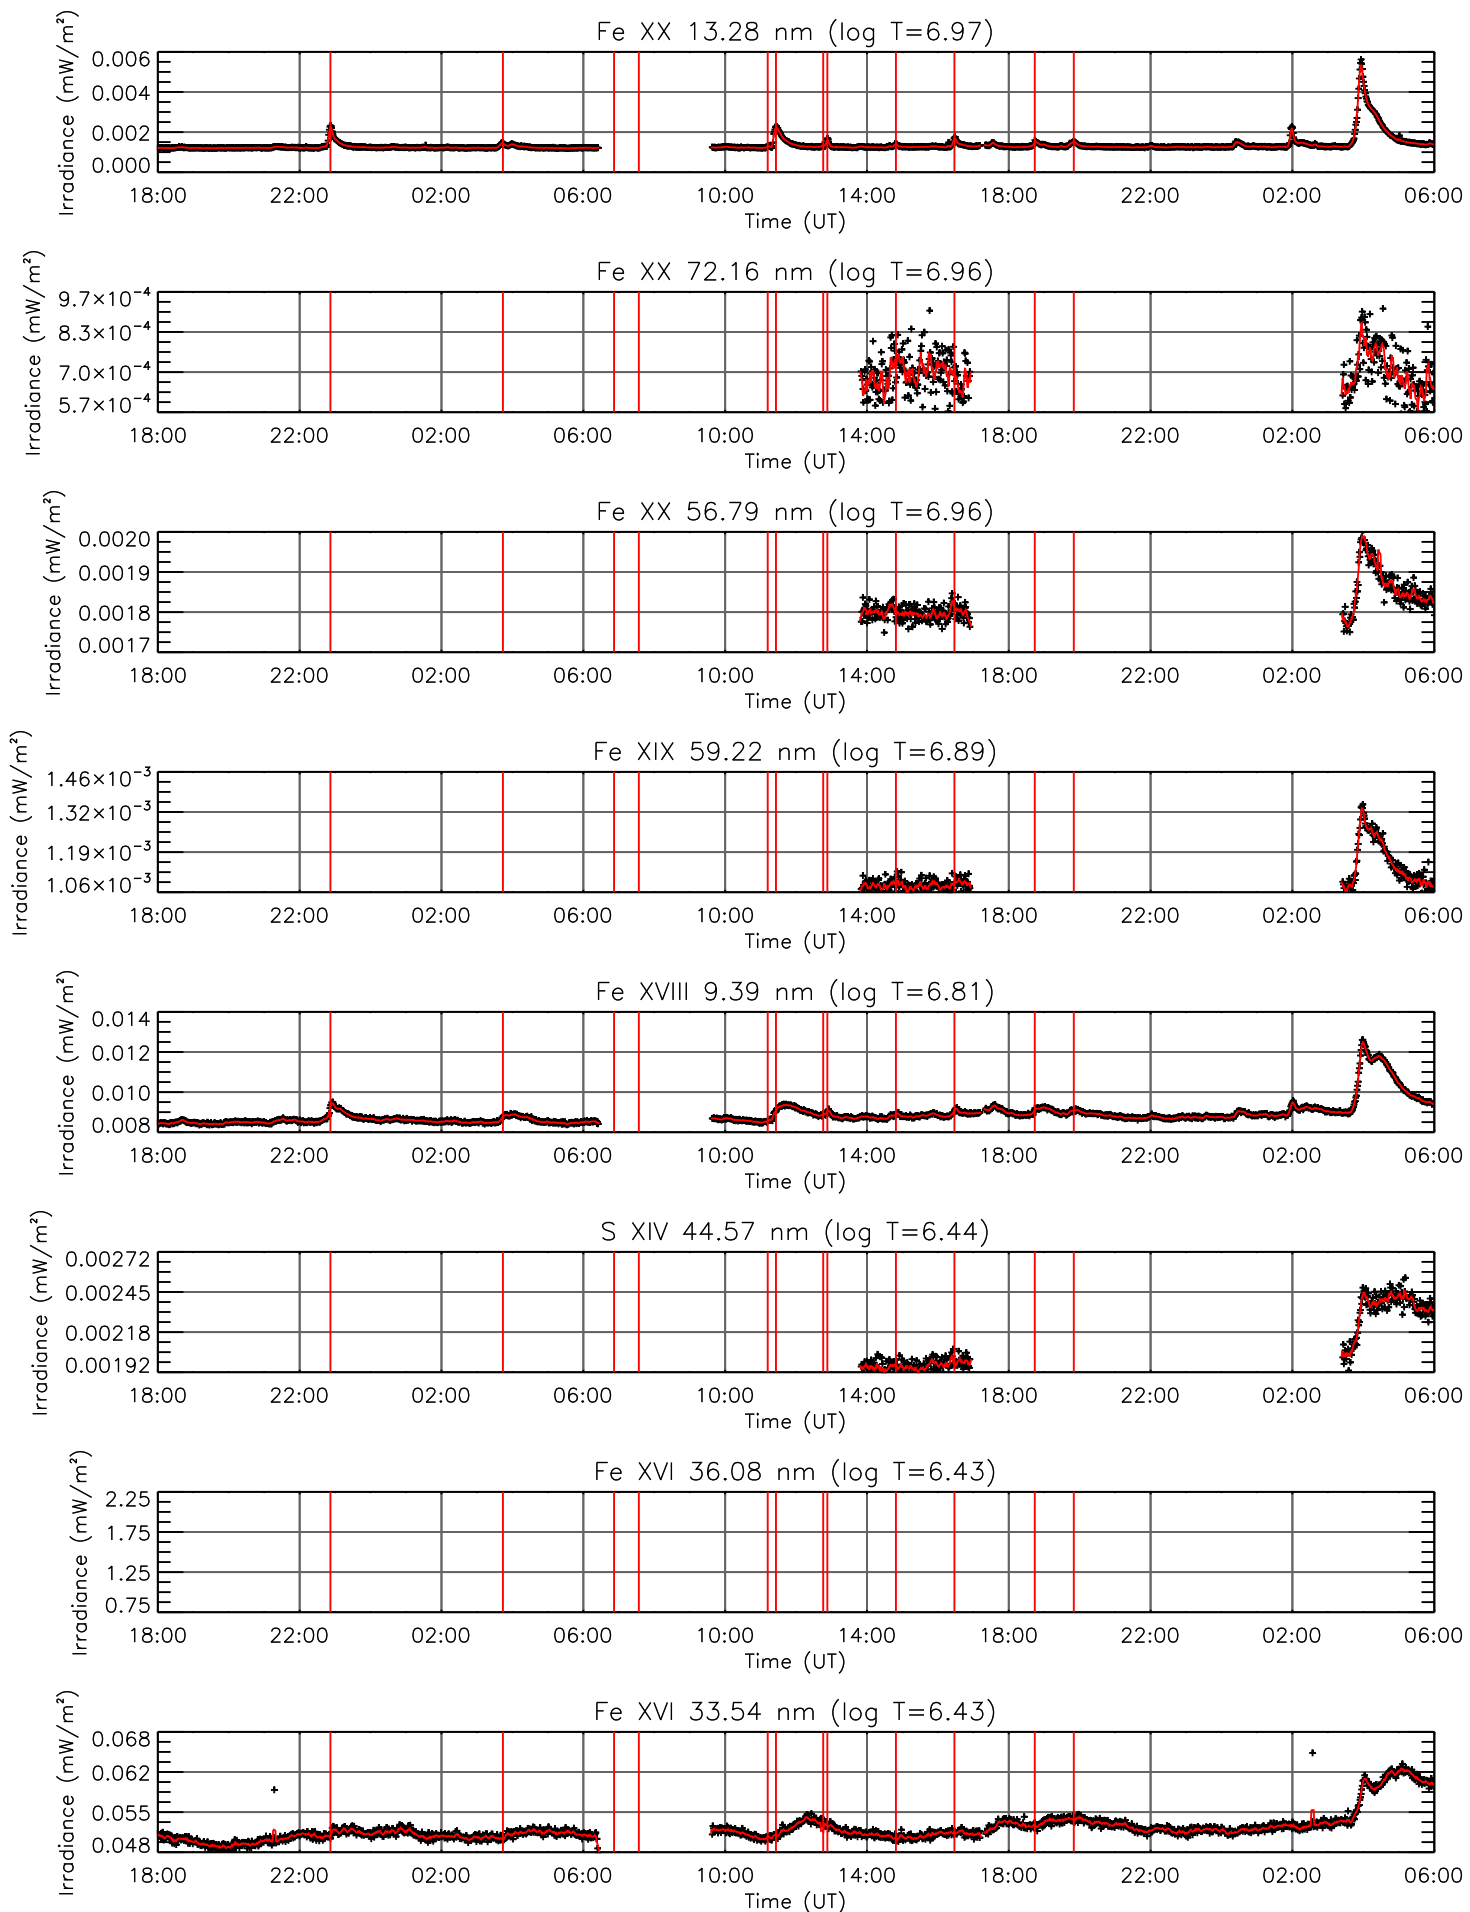 Fe XX 13.28 nm (log T=6.97)
Irradiance (mW/m²)
0.006
0.004
0.002
0.000
18:00 22:00 02:00 06:00 10:00 14:00 18:00 22:00 02:00 06:00
Time (UT)
Fe XX 72.16 nm (log T=6.96)
Irradiance (mW/m²)
9.7×10⁻⁴
8.3×10⁻⁴
7.0×10⁻⁴
5.7×10⁻⁴
18:00 22:00 02:00 06:00 10:00 14:00 18:00 22:00 02:00 06:00
Time (UT)
Fe XX 56.79 nm (log T=6.96)
Irradiance (mW/m²)
0.0020
0.0019
0.0018
0.0017
18:00 22:00 02:00 06:00 10:00 14:00 18:00 22:00 02:00 06:00
Time (UT)
Fe XIX 59.22 nm (log T=6.89)
Irradiance (mW/m²)
1.46×10⁻³
1.32×10⁻³
1.19×10⁻³
1.06×10⁻³
18:00 22:00 02:00 06:00 10:00 14:00 18:00 22:00 02:00 06:00
Time (UT)
Fe XVIII 9.39 nm (log T=6.81)
Irradiance (mW/m²)
0.014
0.012
0.010
0.008
18:00 22:00 02:00 06:00 10:00 14:00 18:00 22:00 02:00 06:00
Time (UT)
S XIV 44.57 nm (log T=6.44)
Irradiance (mW/m²)
0.00272
0.00245
0.00218
0.00192
18:00 22:00 02:00 06:00 10:00 14:00 18:00 22:00 02:00 06:00
Time (UT)
Fe XVI 36.08 nm (log T=6.43)
Irradiance (mW/m²)
2.25
1.75
1.25
0.75
18:00 22:00 02:00 06:00 10:00 14:00 18:00 22:00 02:00 06:00
Time (UT)
Fe XVI 33.54 nm (log T=6.43)
Irradiance (mW/m²)
0.068
0.062
0.055
0.048
18:00 22:00 02:00 06:00 10:00 14:00 18:00 22:00 02:00 06:00
Time (UT)